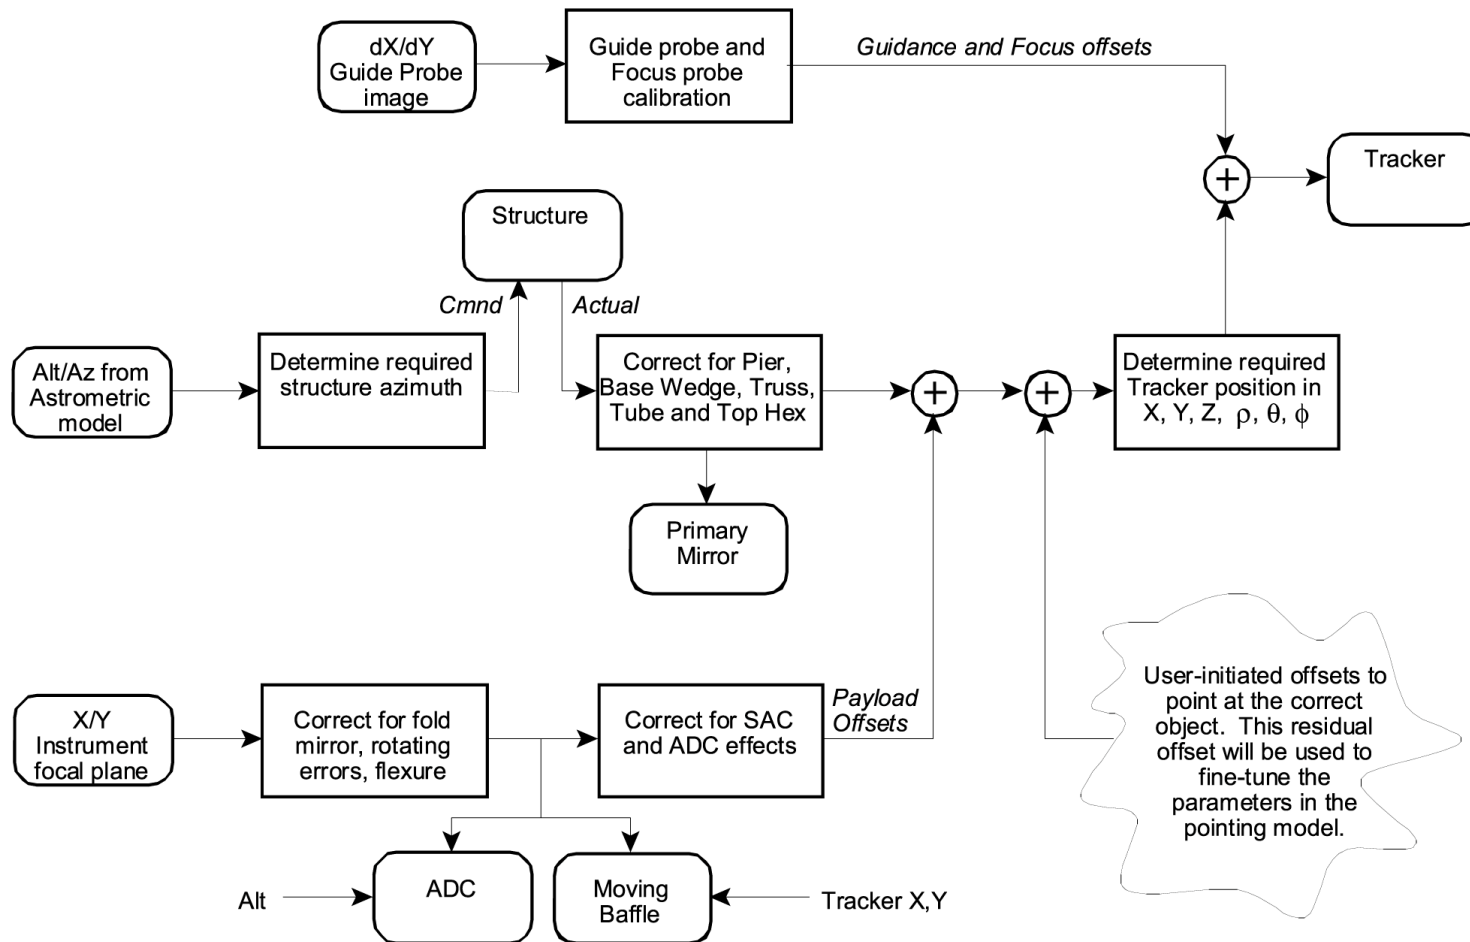 dX/dY
Guide Probe
image
Guide probe and
Focus probe
calibration
Guidance and Focus offsets
Tracker
Structure
Cmnd
Actual
Alt/Az from
Astrometric
model
Determine required
structure azimuth
Correct for Pier,
Base Wedge, Truss,
Tube and Top Hex
+
+
+
Determine required
Tracker position in
X, Y, Z, ρ, θ, ϕ
Primary
Mirror
X/Y
Instrument
focal plane
Correct for fold
mirror, rotating
errors, flexure
Correct for SAC
and ADC effects
Payload
Offsets
User-initiated offsets to
point at the correct
object. This residual
offset will be used to
fine-tune the
parameters in the
pointing model.
Alt
ADC
Moving
Baffle
Tracker X,Y